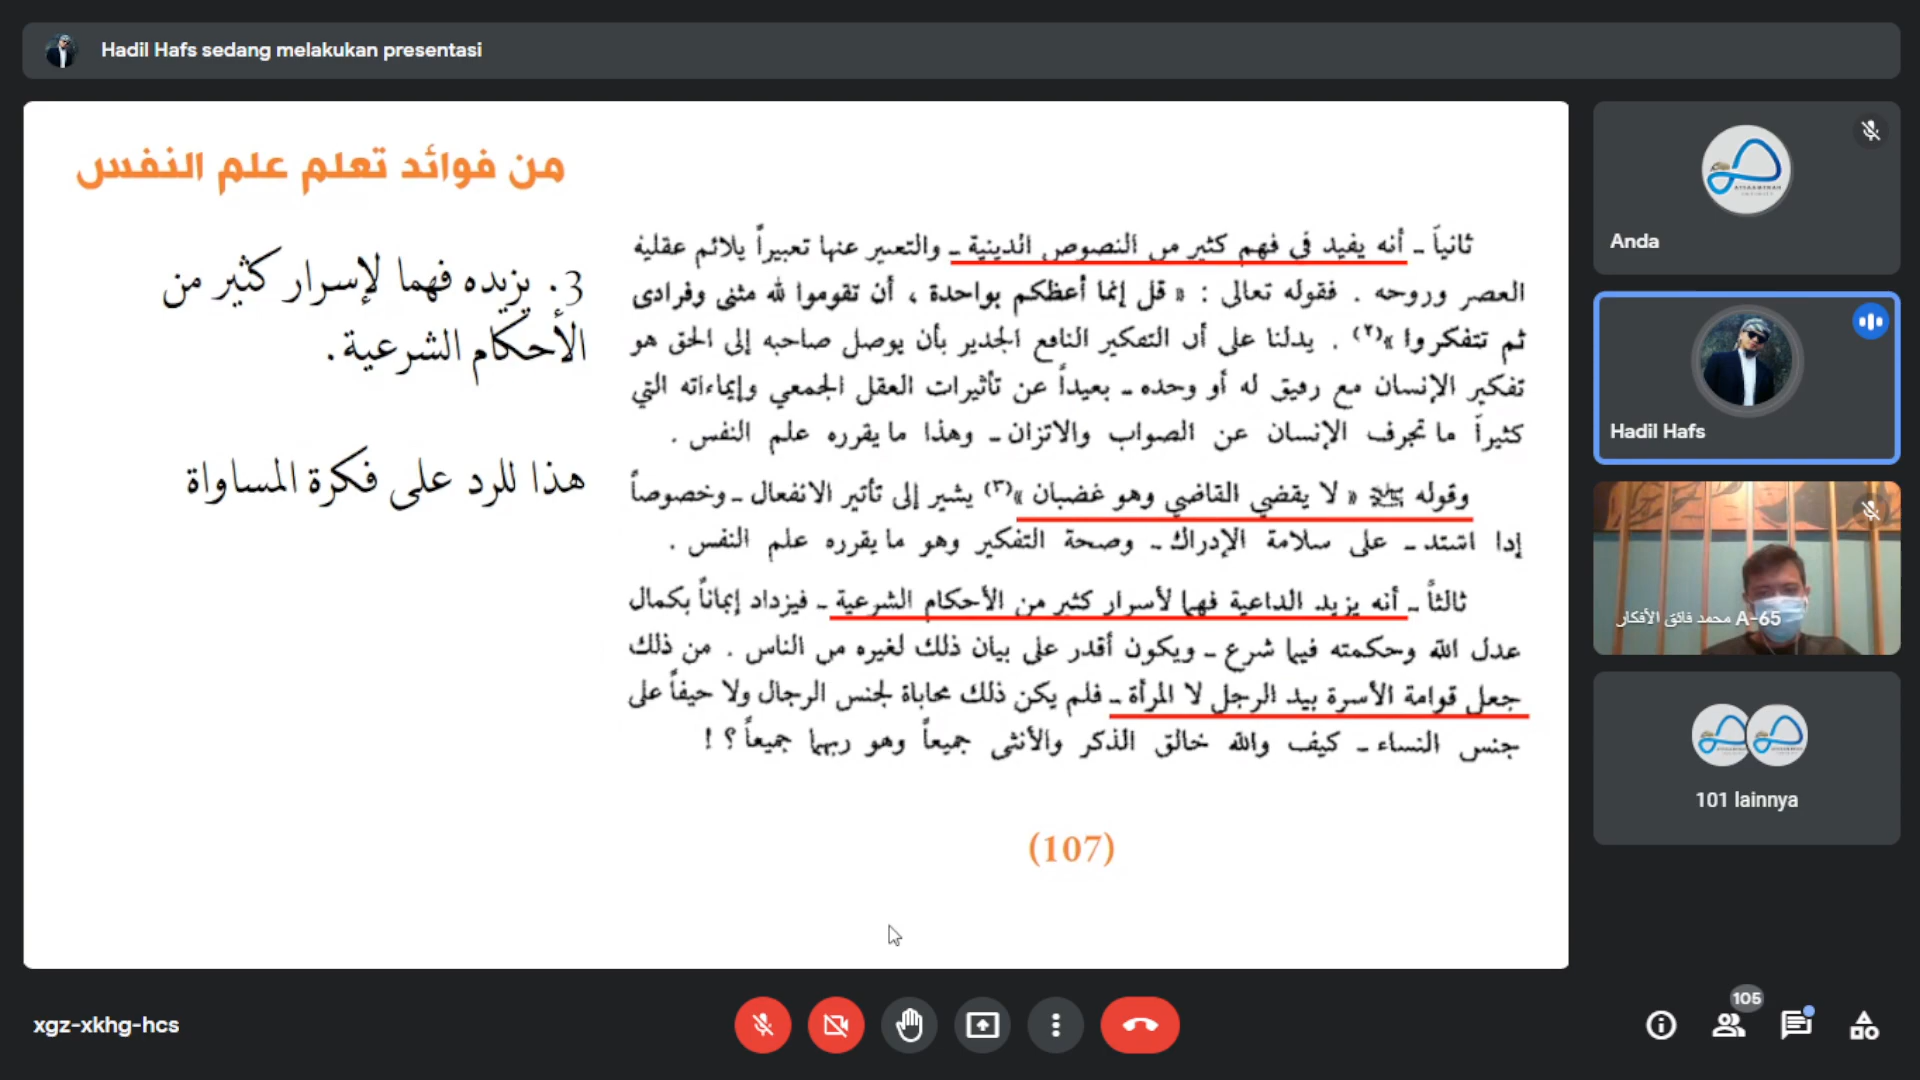 Hadil Hafs sedang melakukan presentasi
من فوائد تعلم علم النفس
3. يزيده فهما لإسرار كثير من
الأحكام الشرعية.
هذا للرد على فكرة المساواة
ثانياً ـ أنه يفيد في فهم كثير من النصوص الدينية ـ والتعبير عنها تعبيراً يلائم عقلية
العصر وروحه . فقوله تعالى : « قل إنما أعظكم بواحدة ، أن تقوموا لله مثنى وفرادى
ثم تتفكروا »(٢) . يدلنا على أن التفكير النافع الجدير بأن يوصل صاحبه إلى الحق هو
تفكير الإنسان مع رفيق له أو وحده ـ بعيداً عن تأثيرات العقل الجمعي وإيماءاته التي
كثيراً ما تجرف الإنسان عن الصواب والاتزان ـ وهذا ما يقرره علم النفس .
وقوله ﷺ « لا يقضي القاضي وهو غضبان »(٣) يشير إلى تأثير الانفعال ـ وخصوصاً
إذا اشتد ـ على سلامة الإدراك ـ وصحة التفكير وهو ما يقرره علم النفس .
ثالثاً ـ أنه يزيد الداعية فهما لأسرار كثير من الأحكام الشرعية ـ فيزداد إيماناً بكمال
عدل الله وحكمته فيما شرع ـ ويكون أقدر على بيان ذلك لغيره من الناس . من ذلك
جعل قوامة الأسرة بيد الرجل لا المرأة ـ فلم يكن ذلك محاباة لجنس الرجال ولا حيفاً على
جنس النساء ـ كيف والله خالق الذكر والأنثى جميعاً وهو ربهما جميعاً ؟ !
(107)
Anda
Hadil Hafs
A-65 محمد فائق الأفكار
101 lainnya
xgz-xkhg-hcs
105